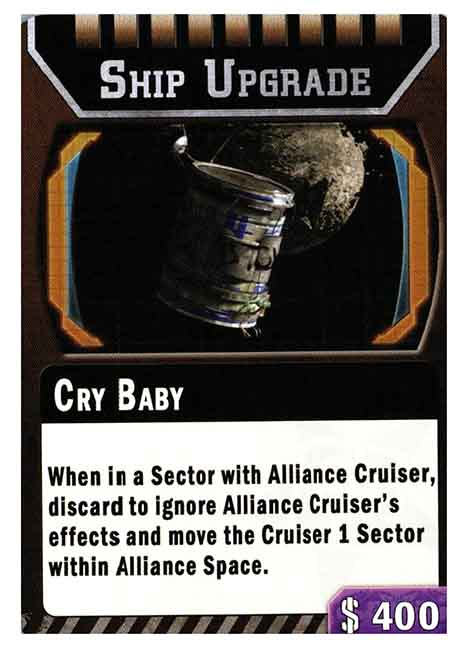 SHIP UPGRADE
CRY BABY
When in a Sector with Alliance Cruiser,
discard to ignore Alliance Cruiser's
effects and move the Cruiser 1 Sector
within Alliance Space.
$ 400